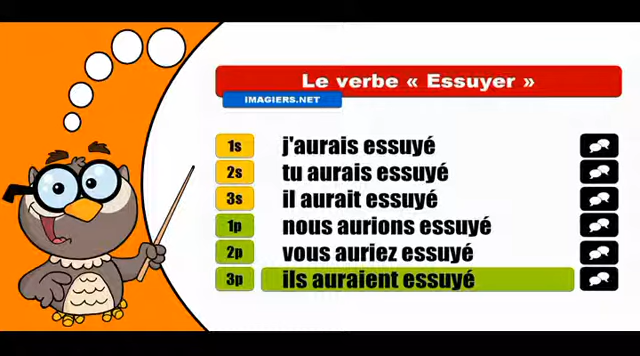 Le verbe « Essuyer »
IMAGIERS.NET
1s j'aurais essuyé
2s tu aurais essuyé
3s il aurait essuyé
1p nous aurions essuyé
2p vous auriez essuyé
3p ils auraient essuyé